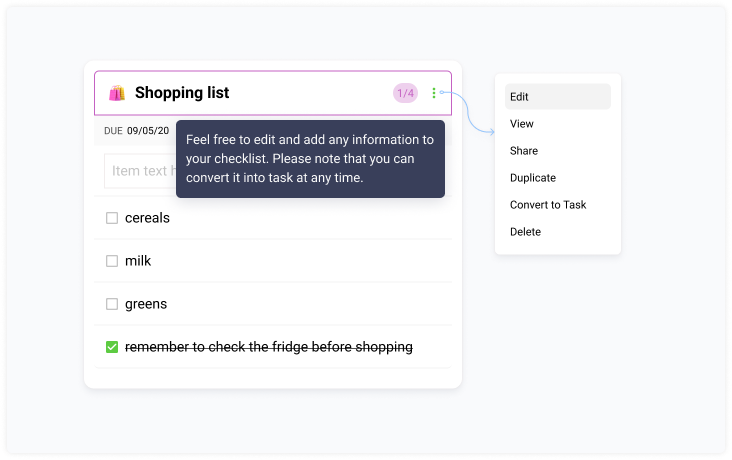 Shopping list
1/4
DUE 09/05/20
Feel free to edit and add any information to
your checklist. Please note that you can
convert it into task at any time.
Item text
cereals
milk
greens
remember to check the fridge before shopping
Edit
View
Share
Duplicate
Convert to Task
Delete